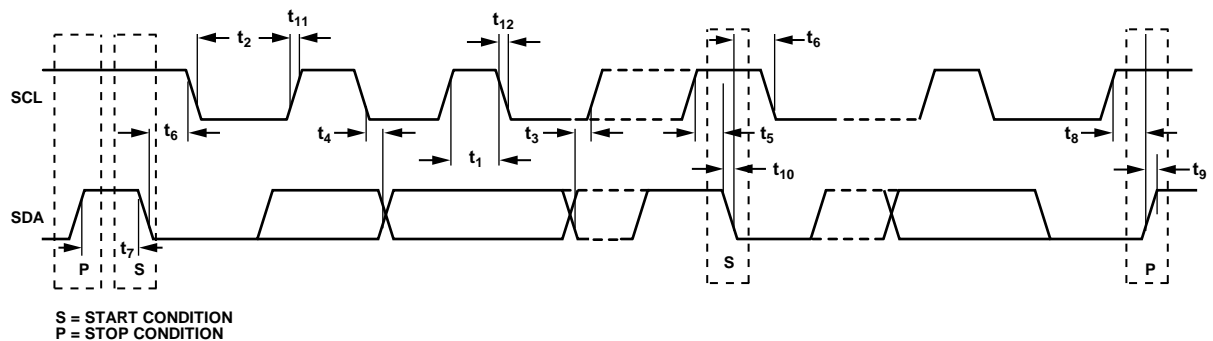 t11
t12
t2
t6
SCL
t6
t4
t3
t5
t8
t1
t10
t9
SDA
t7
P
S
S
P
S = START CONDITION
P = STOP CONDITION